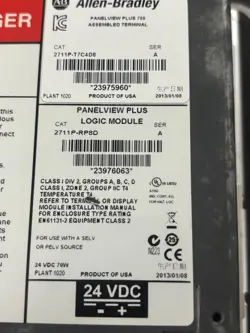 AB Allen-Bradley
GER
PANELVIEW PLUS 700
ASSEMBLED TERMINAL
CAT SER
2711P-T7C4D8 A
*23975960*
PLANT 1020 PRODUCT OF USA 2013/01/08
PANELVIEW PLUS
LOGIC MODULE
CAT SER
2711P-RP8D A
*23976063*
CLASS I DIV 2, GROUPS A, B, C, D
CLASS I, ZONE 2, GROUP IIC T4
TEMPERATURE T4
REFER TO TERMINAL OR DISPLAY
MODULE INSTALLATION MANUAL
FOR ENCLOSURE TYPE RATING
EN61131-2 EQUIPMENT CLASS 2
FOR USE WITH A SELV
OR PELV SOURCE
N223
24 VDC 70W
PLANT 1020 PRODUCT OF USA 2013/01/08
24 VDC
- +